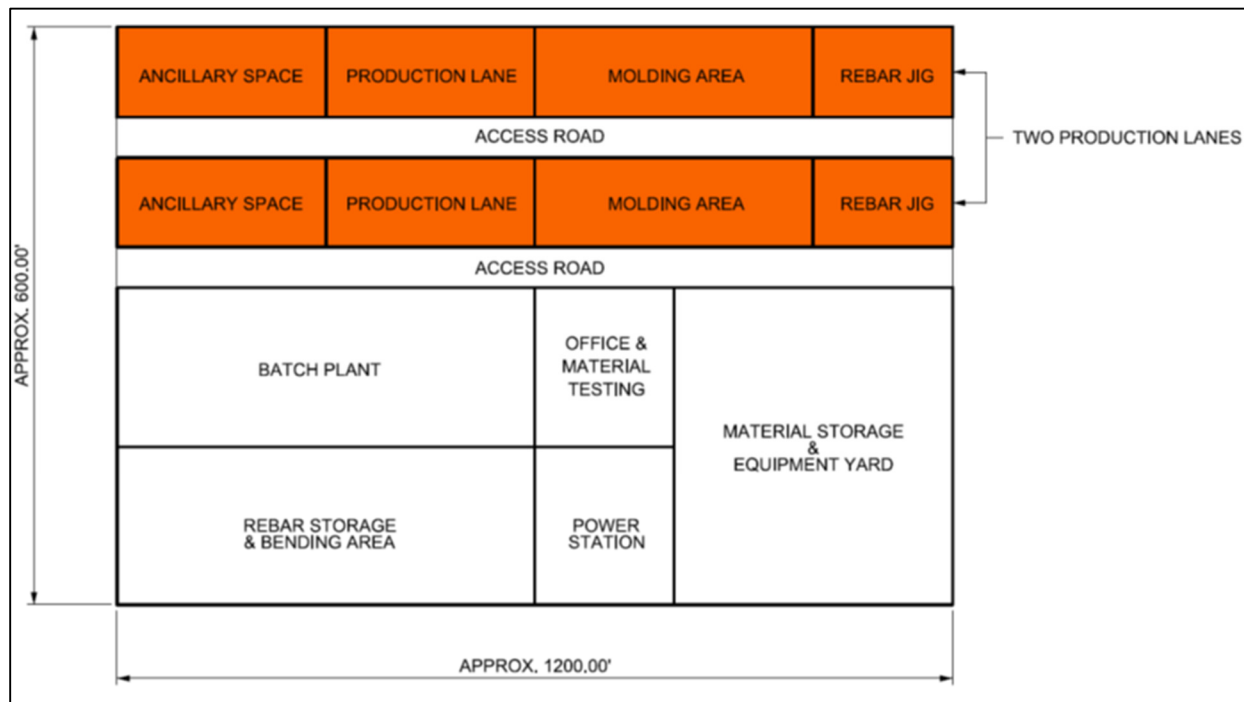 ANCILLARY SPACE
PRODUCTION LANE
MOLDING AREA
REBAR JIG
ACCESS ROAD
TWO PRODUCTION LANES
ANCILLARY SPACE
PRODUCTION LANE
MOLDING AREA
REBAR JIG
ACCESS ROAD
APPROX. 600.00'
BATCH PLANT
OFFICE &
MATERIAL
TESTING
MATERIAL STORAGE
&
EQUIPMENT YARD
REBAR STORAGE
& BENDING AREA
POWER
STATION
APPROX. 1200.00'